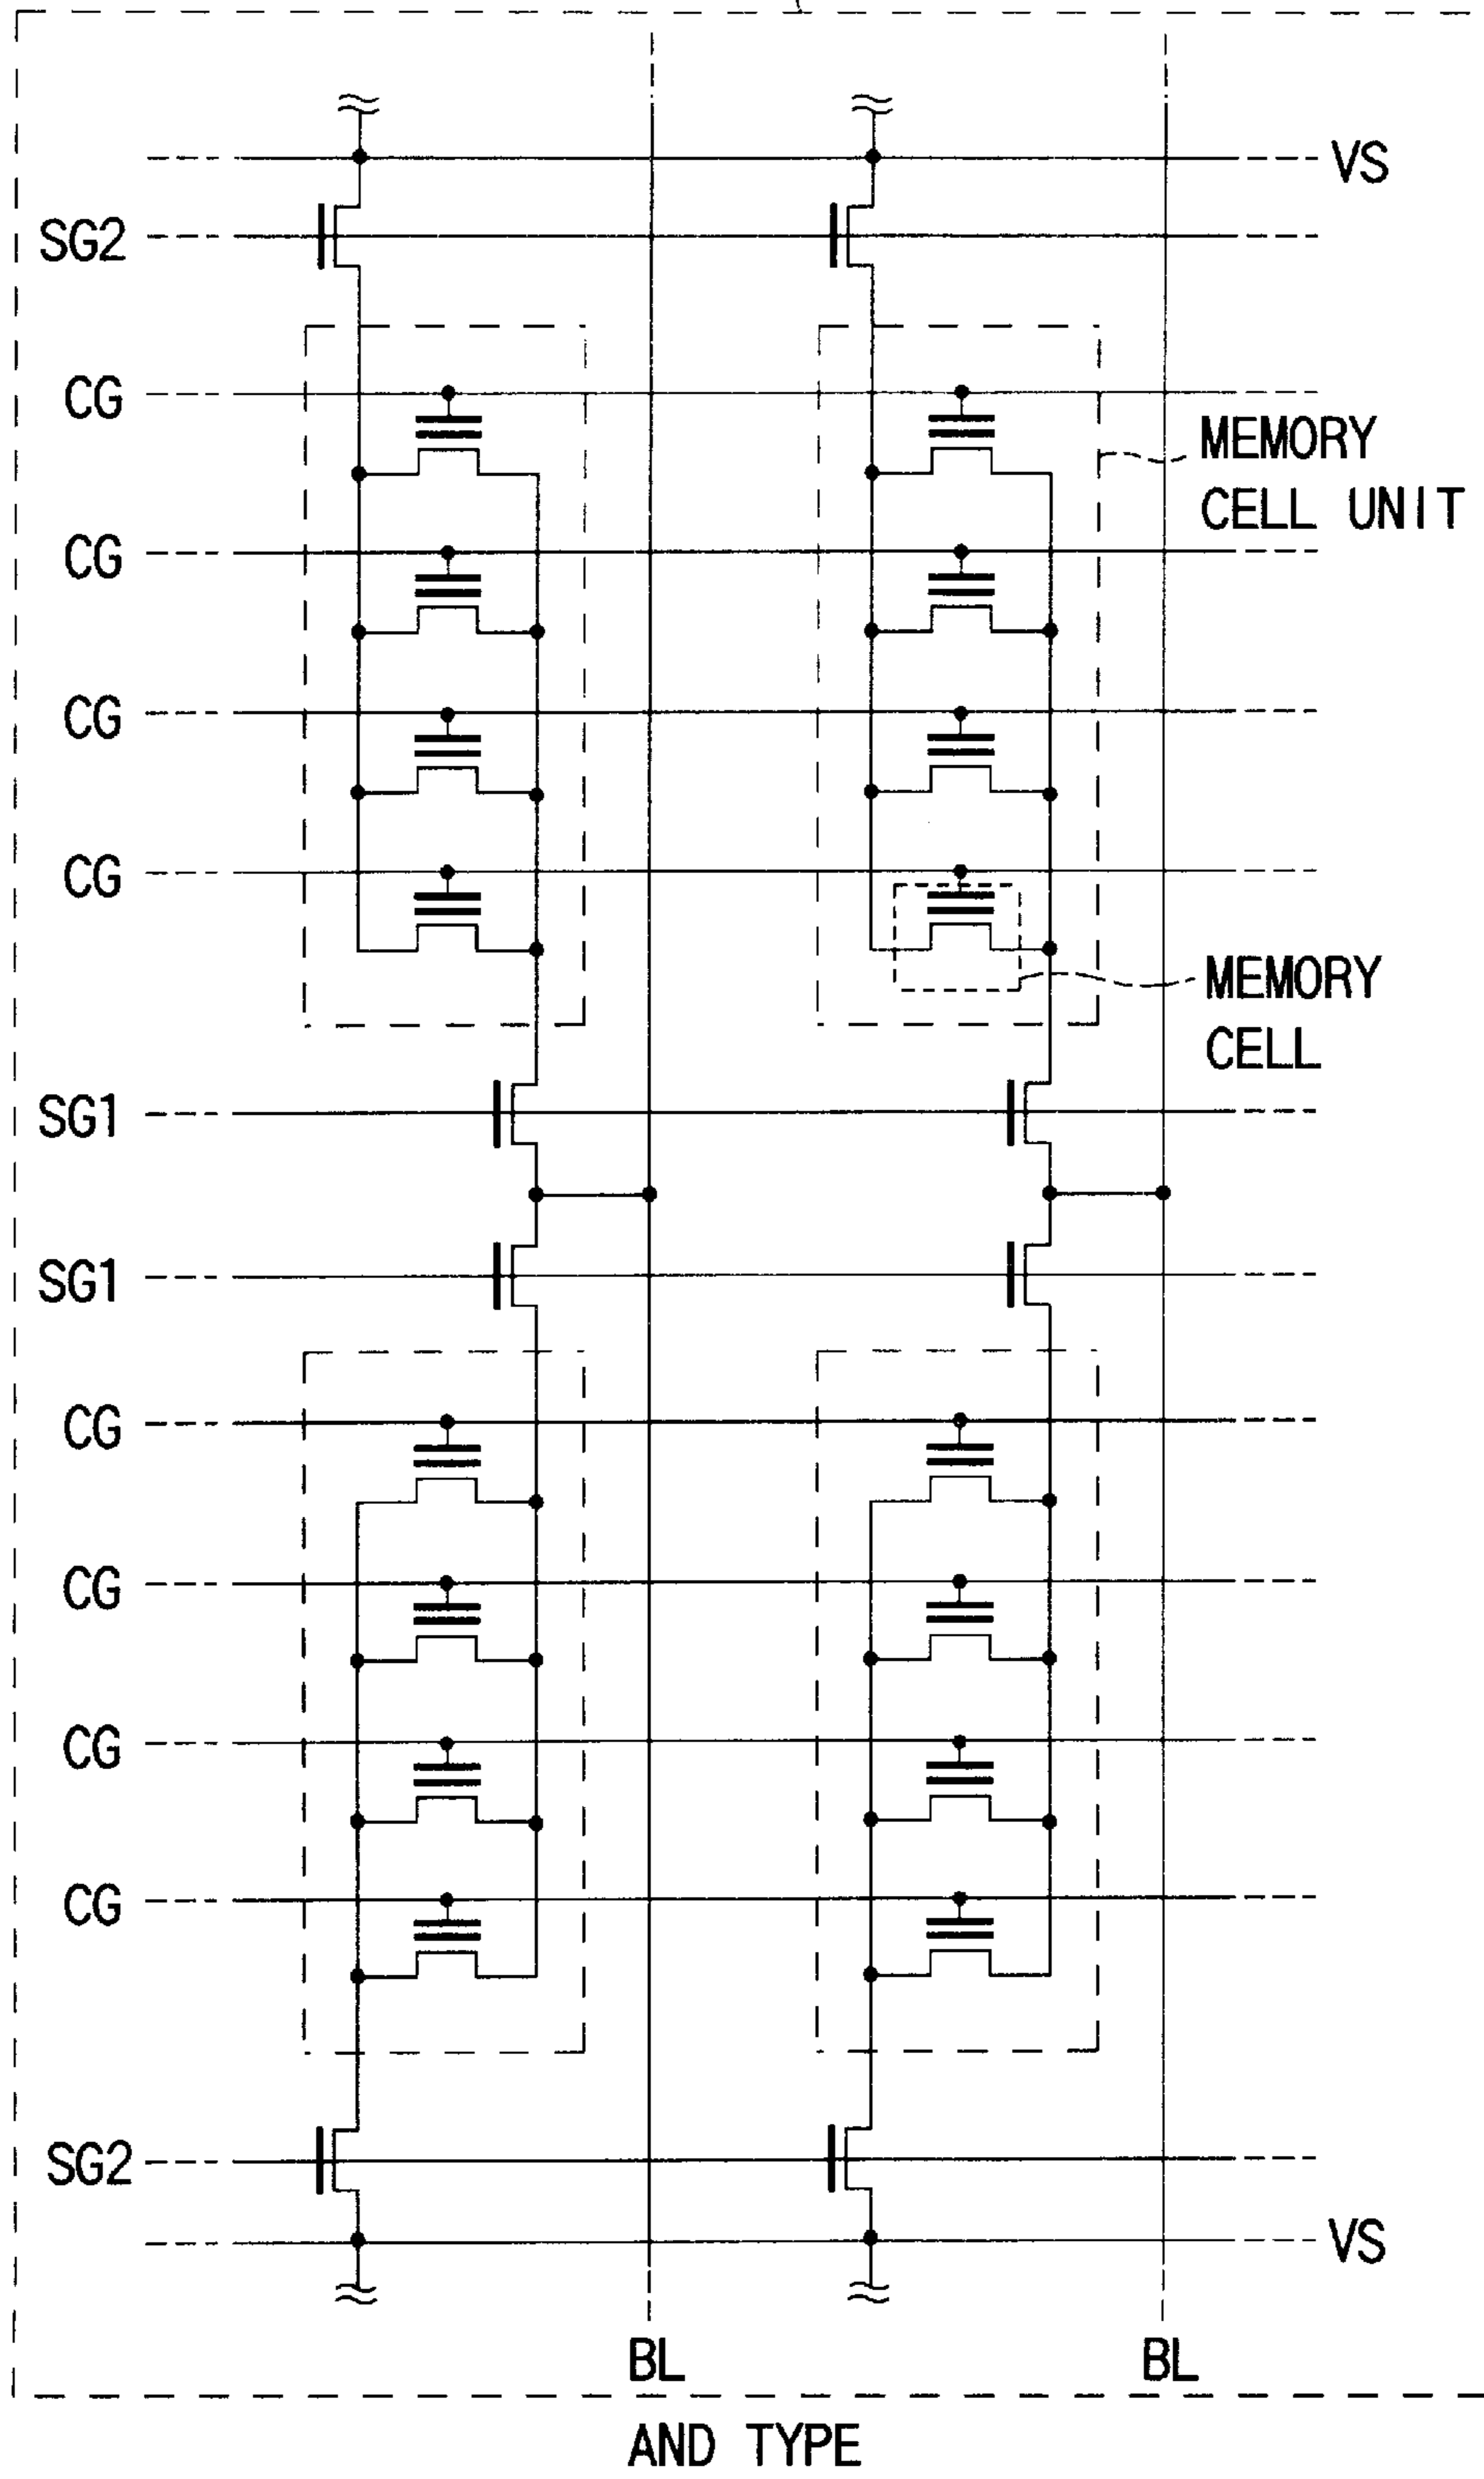 VS
SG2
CG
MEMORY
CELL UNIT
CG
CG
CG
MEMORY
CELL
SG1
SG1
CG
CG
CG
CG
SG2
VS
BL BL
AND TYPE